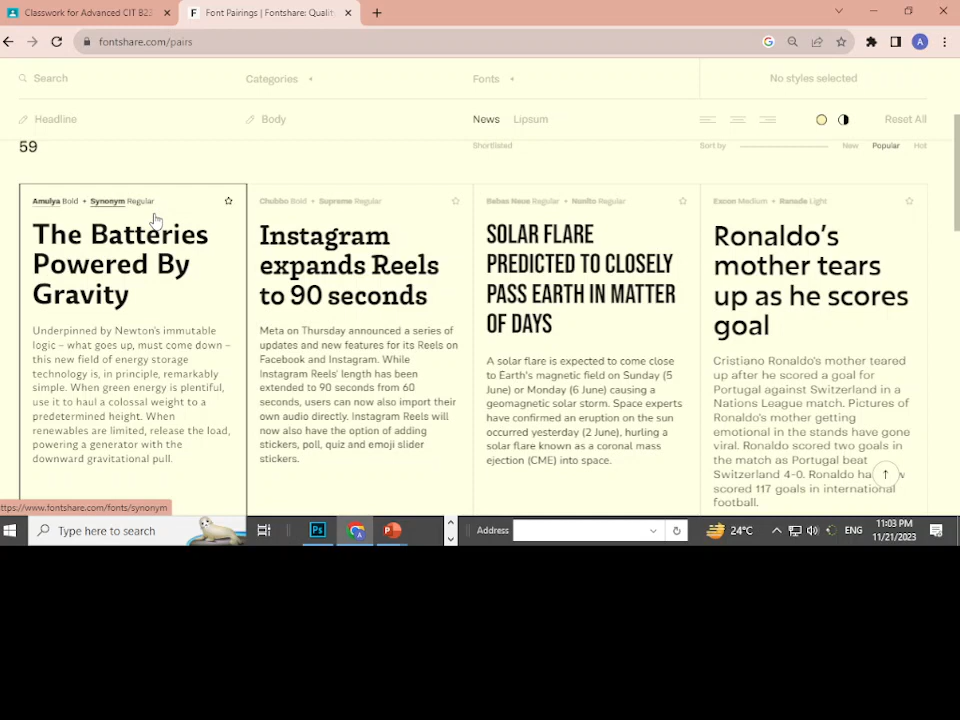 Classwork for Advanced CIT B23
Font Pairings | Fontshare: Quali
fontshare.com/pairs
A
Search
Categories
Fonts
No styles selected
Headline
Body
News
Lipsum
Reset All
59
Shortlisted
Sort by
New
Popular
Hot
Amulya Bold + Synonym Regular
The Batteries
Powered By
Gravity
Underpinned by Newton's immutable
logic – what goes up, must come down –
this new field of energy storage
technology is, in principle, remarkably
simple. When green energy is plentiful,
use it to haul a colossal weight to a
predetermined height. When
renewables are limited, release the load,
powering a generator with the
downward gravitational pull.
Chubbo Bold + Supreme Regular
Instagram
expands Reels
to 90 seconds
Meta on Thursday announced a series of
updates and new features for its Reels on
Facebook and Instagram. While
Instagram Reels' length has been
extended to 90 seconds from 60
seconds, users can now also import their
own audio directly. Instagram Reels will
now also have the option of adding
stickers, poll, quiz and emoji slider
stickers.
Bebas Neue Regular + Nunito Regular
SOLAR FLARE
PREDICTED TO CLOSELY
PASS EARTH IN MATTER
OF DAYS
A solar flare is expected to come close
to Earth's magnetic field on Sunday (5
June) or Monday (6 June) causing a
geomagnetic solar storm. Space experts
have confirmed an eruption on the sun
occurred yesterday (2 June), hurling a
solar flare known as a coronal mass
ejection (CME) into space.
Excon Medium + Ranade Light
Ronaldo's
mother tears
up as he scores
goal
Cristiano Ronaldo's mother teared
up after he scored a goal for
Portugal against Switzerland in a
Nations League match. Pictures of
Ronaldo's mother getting
emotional in the stands have gone
viral. Ronaldo scored two goals in
the match as Portugal beat
Switzerland 4-0. Ronaldo ha w
scored 117 goals in international
football.
ttps://www.fontshare.com/fonts/synonym
Type here to search
Ps
A
P
Address
24°C
ENG
11:03 PM
11/21/2023